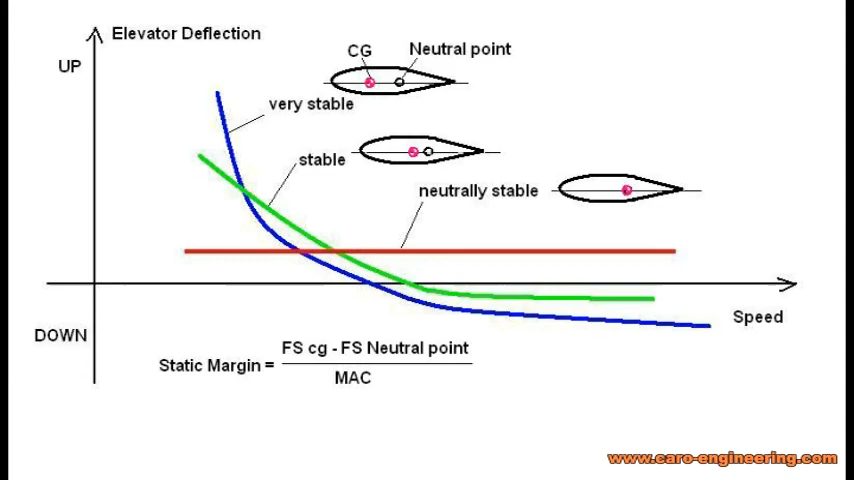 Elevator Deflection
UP
CG
Neutral point
very stable
stable
neutrally stable
Speed
DOWN
Static Margin = FS cg - FS Neutral point
MAC
www.caro-engineering.com